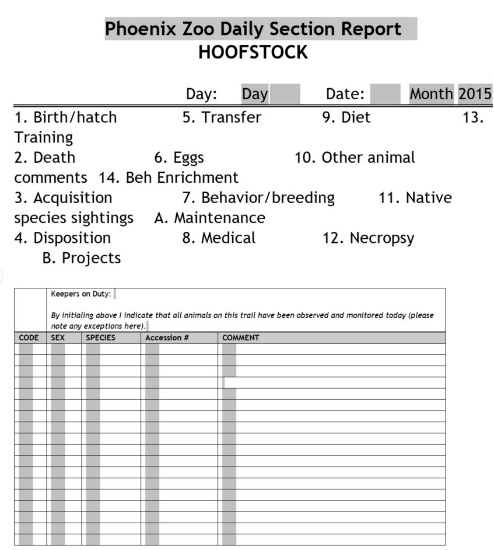 Phoenix Zoo Daily Section Report
HOOFSTOCK
Day: Day Date: Month 2015
1. Birth/hatch 5. Transfer 9. Diet 13.
Training
2. Death 6. Eggs 10. Other animal
comments 14. Beh Enrichment
3. Acquisition 7. Behavior/breeding 11. Native
species sightings A. Maintenance
4. Disposition 8. Medical 12. Necropsy
B. Projects
Keepers on Duty:
By initialing above I indicate that all animals on this trail have been observed and monitored today (please
note any exceptions here).
CODE SEX SPECIES Accession # COMMENT